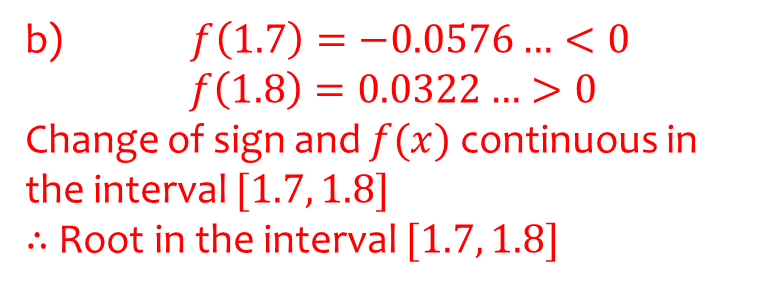 b) f(1.7) = −0.0576 ... < 0
f(1.8) = 0.0322 ... > 0
Change of sign and f(x) continuous in
the interval [1.7, 1.8]
∴ Root in the interval [1.7, 1.8]